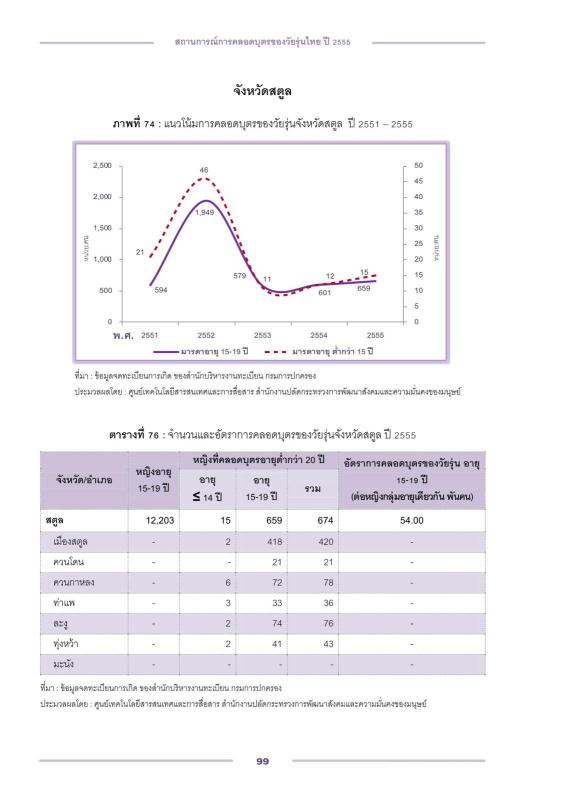 สถานการณ์การคลอดบุตรของวัยรุ่นไทย ปี 2555
จังหวัดสตูล
ภาพที่ 74 : แนวโน้มการคลอดบุตรของวัยรุ่นจังหวัดสตูล ปี 2551 – 2555
2,500 50
45
2,000 40
35
1,500 30
25
1,000 20
15
500 10
5
0 0
หน่วย:คน
หน่วย:คน
46
1,949
21
594
579 11
12
601
15
659
พ.ศ. 2551 2552 2553 2554 2555
มารดาอายุ 15-19 ปี มารดาอายุ ต่ำกว่า 15 ปี
ที่มา : ข้อมูลจดทะเบียนการเกิด ของสำนักบริหารงานทะเบียน กรมการปกครอง
ประมวลผลโดย : ศูนย์เทคโนโลยีสารสนเทศและการสื่อสาร สำนักงานปลัดกระทรวงการพัฒนาสังคมและความมั่นคงของมนุษย์
ตารางที่ 76 : จำนวนและอัตราการคลอดบุตรของวัยรุ่นจังหวัดสตูล ปี 2555
จังหวัด/อำเภอ หญิงอายุ 15-19 ปี หญิงที่คลอดบุตรอายุต่ำกว่า 20 ปี อัตราการคลอดบุตรของวัยรุ่น อายุ 15-19 ปี (ต่อหญิงกลุ่มอายุเดียวกัน พันคน)
อายุ ≤ 14 ปี อายุ 15-19 ปี รวม
สตูล 12,203 15 659 674 54.00
เมืองสตูล - 2 418 420 -
ควนโดน - - 21 21 -
ควนกาหลง - 6 72 78 -
ท่าแพ - 3 33 36 -
ละงู - 2 74 76 -
ทุ่งหว้า - 2 41 43 -
มะนัง - - - - -
ที่มา : ข้อมูลจดทะเบียนการเกิด ของสำนักบริหารงานทะเบียน กรมการปกครอง
ประมวลผลโดย : ศูนย์เทคโนโลยีสารสนเทศและการสื่อสาร สำนักงานปลัดกระทรวงการพัฒนาสังคมและความมั่นคงของมนุษย์
99